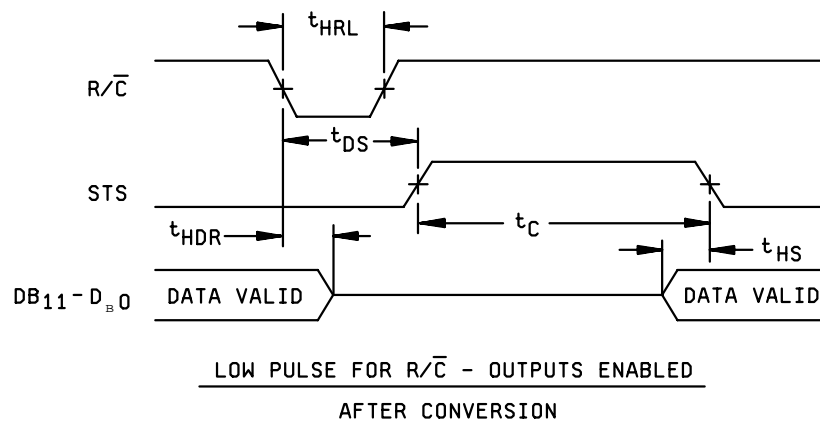 tHRL
R/C̅
tDS
STS
tC
tHDR
tHS
DB11-DB0
DATA VALID
DATA VALID
LOW PULSE FOR R/C̅ - OUTPUTS ENABLED
AFTER CONVERSION